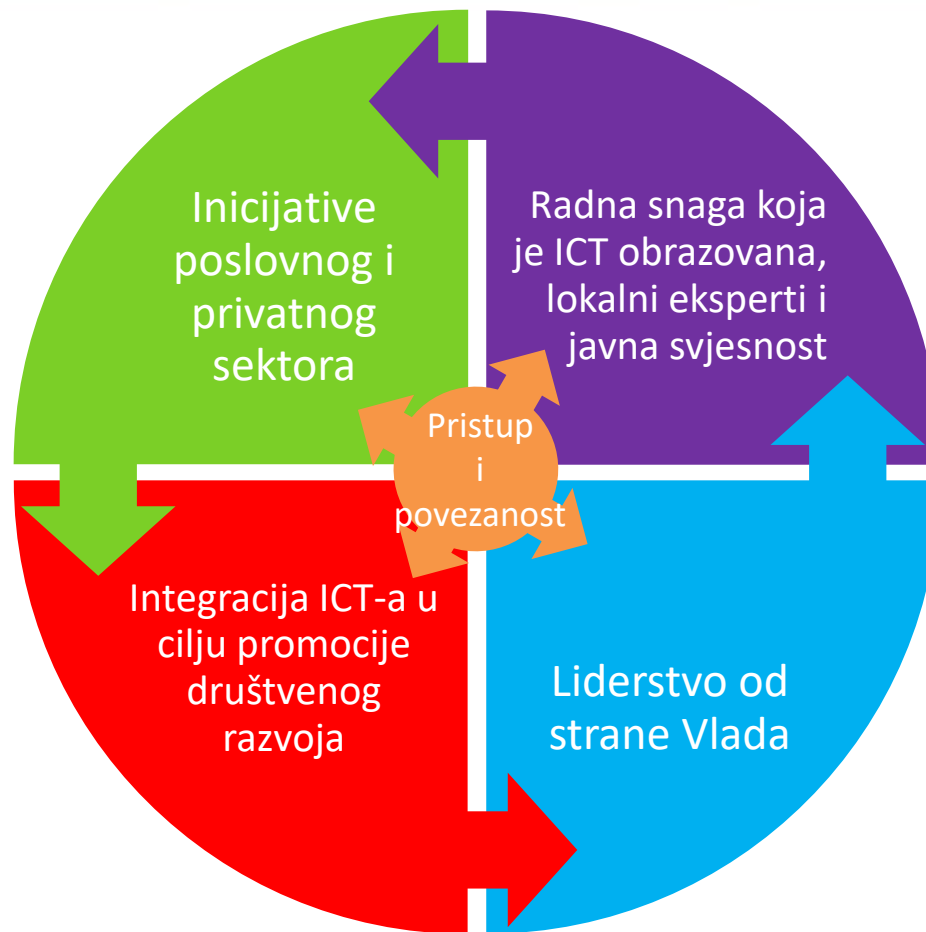 Inicijative
poslovnog i
privatnog
sektora
Radna snaga koja
je ICT obrazovana,
lokalni eksperti i
javna svjesnost
Pristup
i
povezanost
Integracija ICT-a u
cilju promocije
društvenog
razvoja
Liderstvo od
strane Vlada